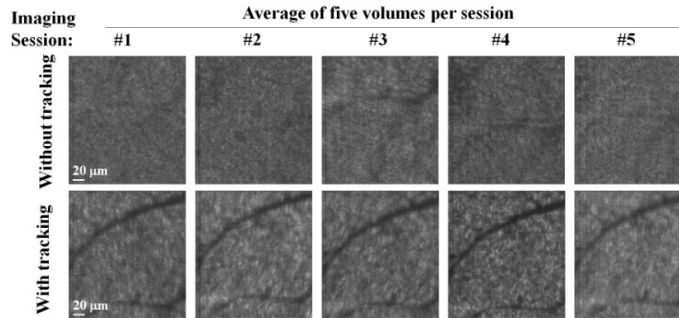 Imaging
Session:
Average of five volumes per session
#1 #2 #3 #4 #5
Without tracking
20 μm
With tracking
20 μm